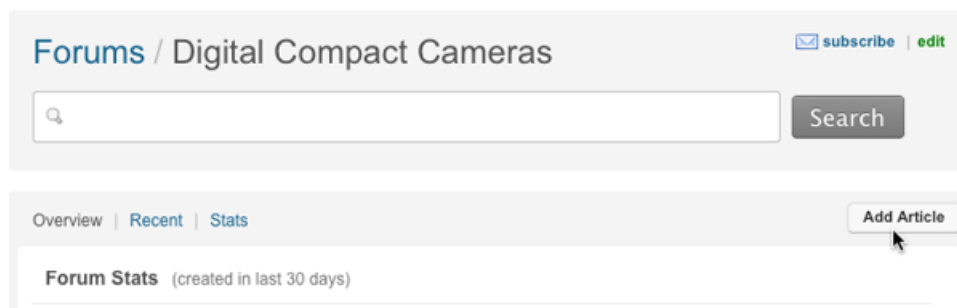 Forums / Digital Compact Cameras
subscribe | edit
Search
Overview | Recent | Stats
Add Article
Forum Stats (created in last 30 days)